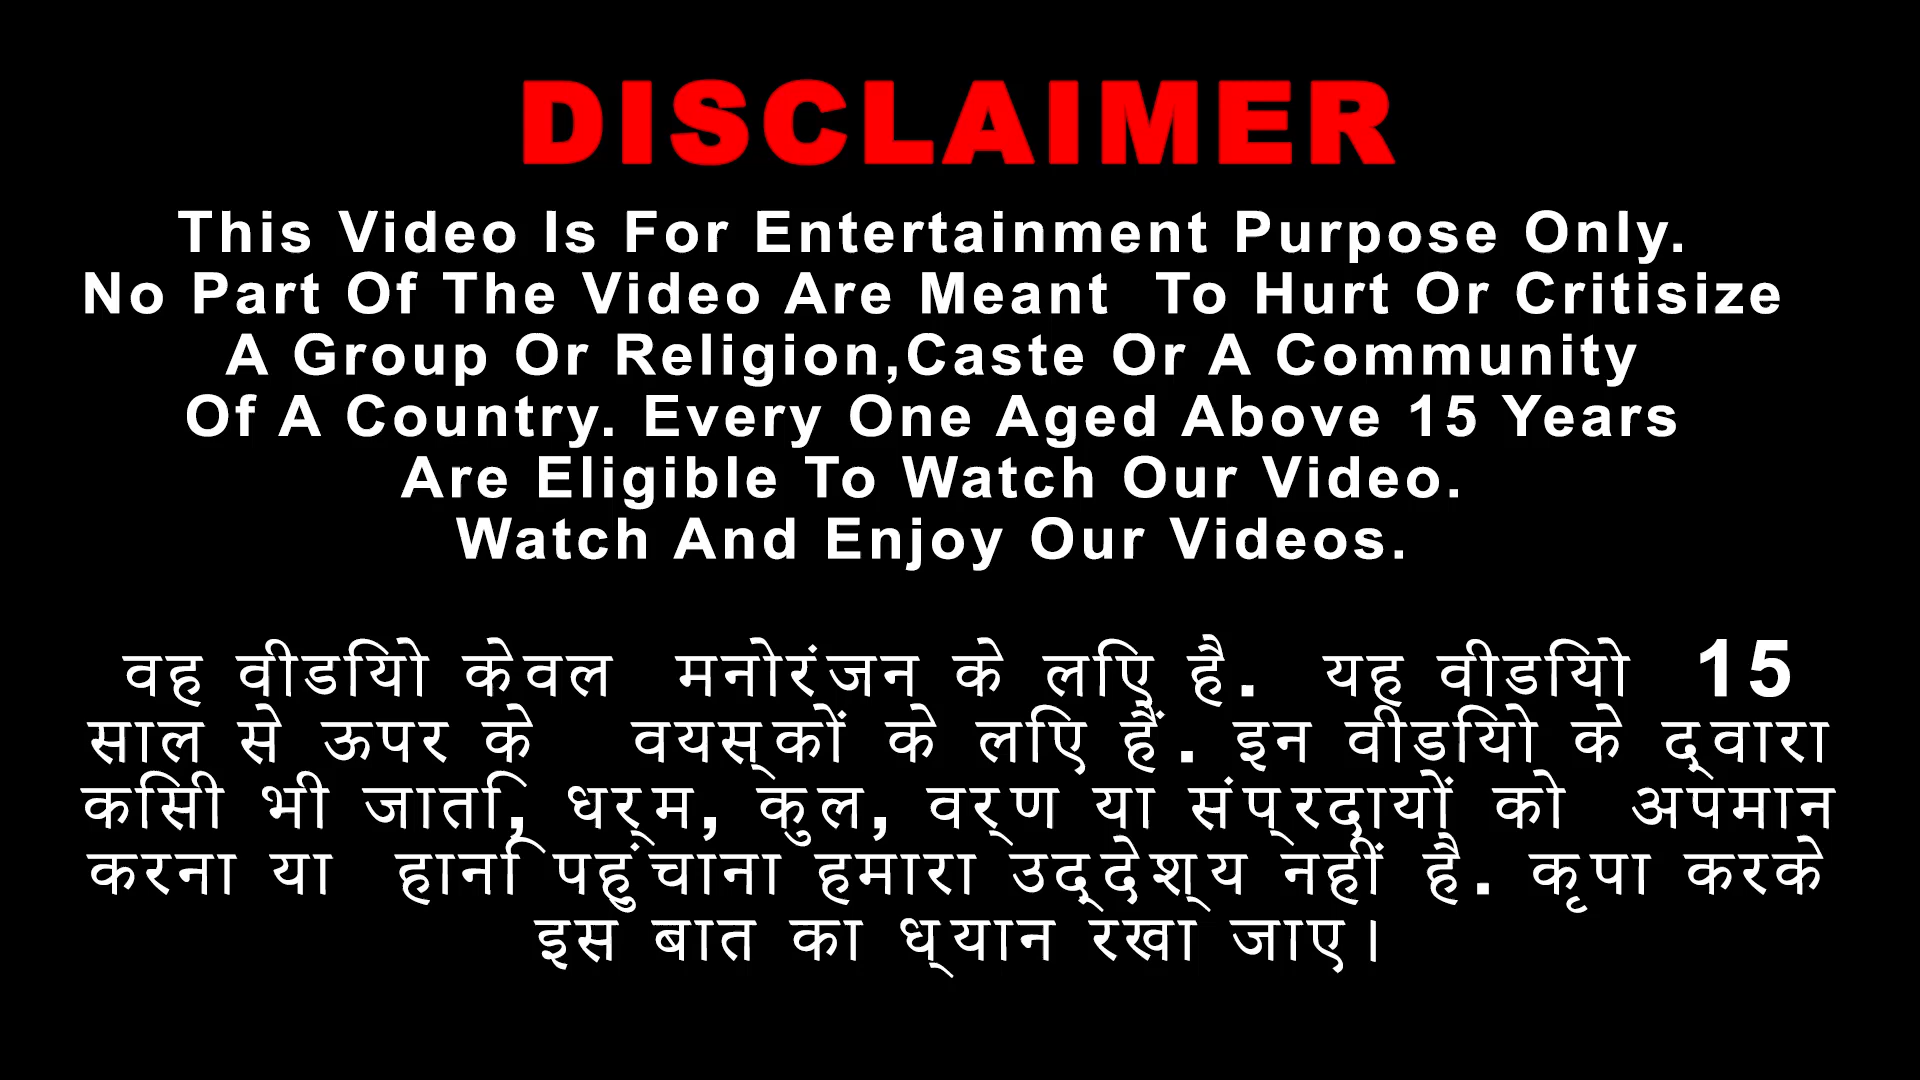 DISCLAIMER
This Video Is For Entertainment Purpose Only.
No Part Of The Video Are Meant To Hurt Or Critisize
A Group Or Religion,Caste Or A Community
Of A Country. Every One Aged Above 15 Years
Are Eligible To Watch Our Video.
Watch And Enjoy Our Videos.
वह वीडियो केवल मनोरंजन के लिए है. यह वीडियो 15
साल से ऊपर के वयस्कों के लिए हैं. इन वीडियो के द्वारा
किसी भी जाति, धर्म, कुल, वर्ण या संप्रदायों को अपमान
करना या हानि पहुंचाना हमारा उद्देश्य नहीं है. कृपा करके
इस बात का ध्यान रखा जाए।